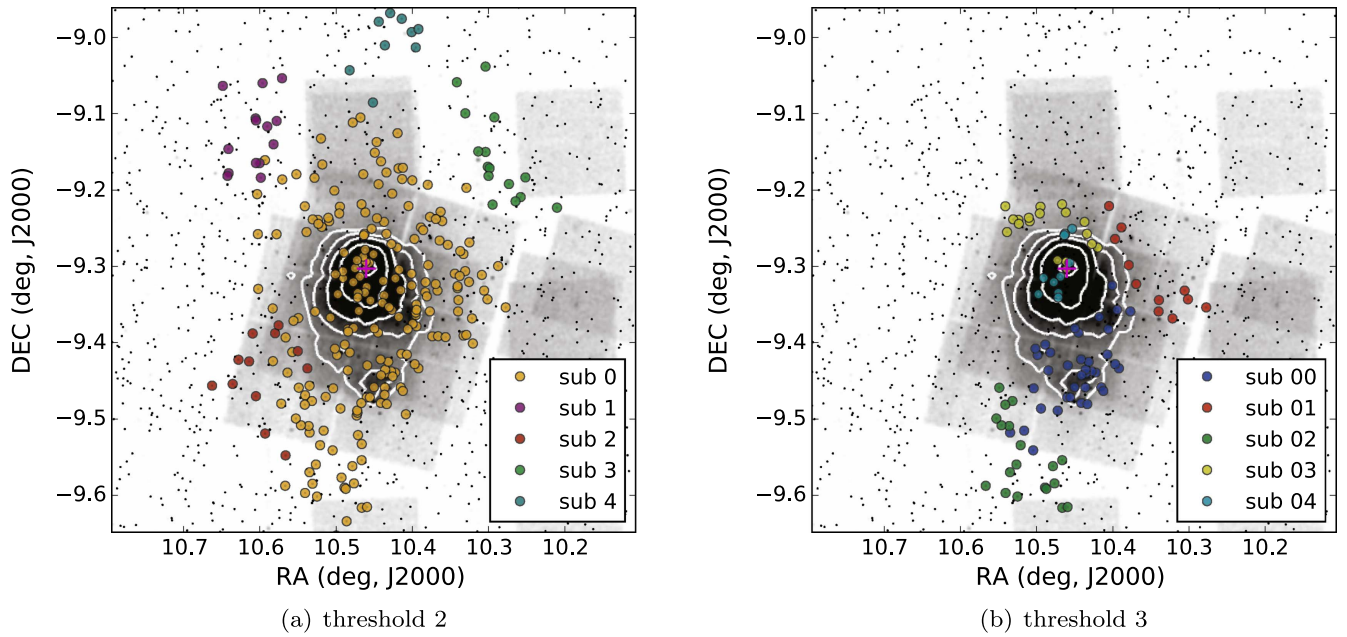 −9.0
−9.1
−9.2
−9.3
−9.4
−9.5
−9.6
DEC (deg, J2000)
10.7 10.6 10.5 10.4 10.3 10.2
RA (deg, J2000)
sub 0
sub 1
sub 2
sub 3
sub 4
(a) threshold 2
−9.0
−9.1
−9.2
−9.3
−9.4
−9.5
−9.6
DEC (deg, J2000)
10.7 10.6 10.5 10.4 10.3 10.2
RA (deg, J2000)
sub 00
sub 01
sub 02
sub 03
sub 04
(b) threshold 3